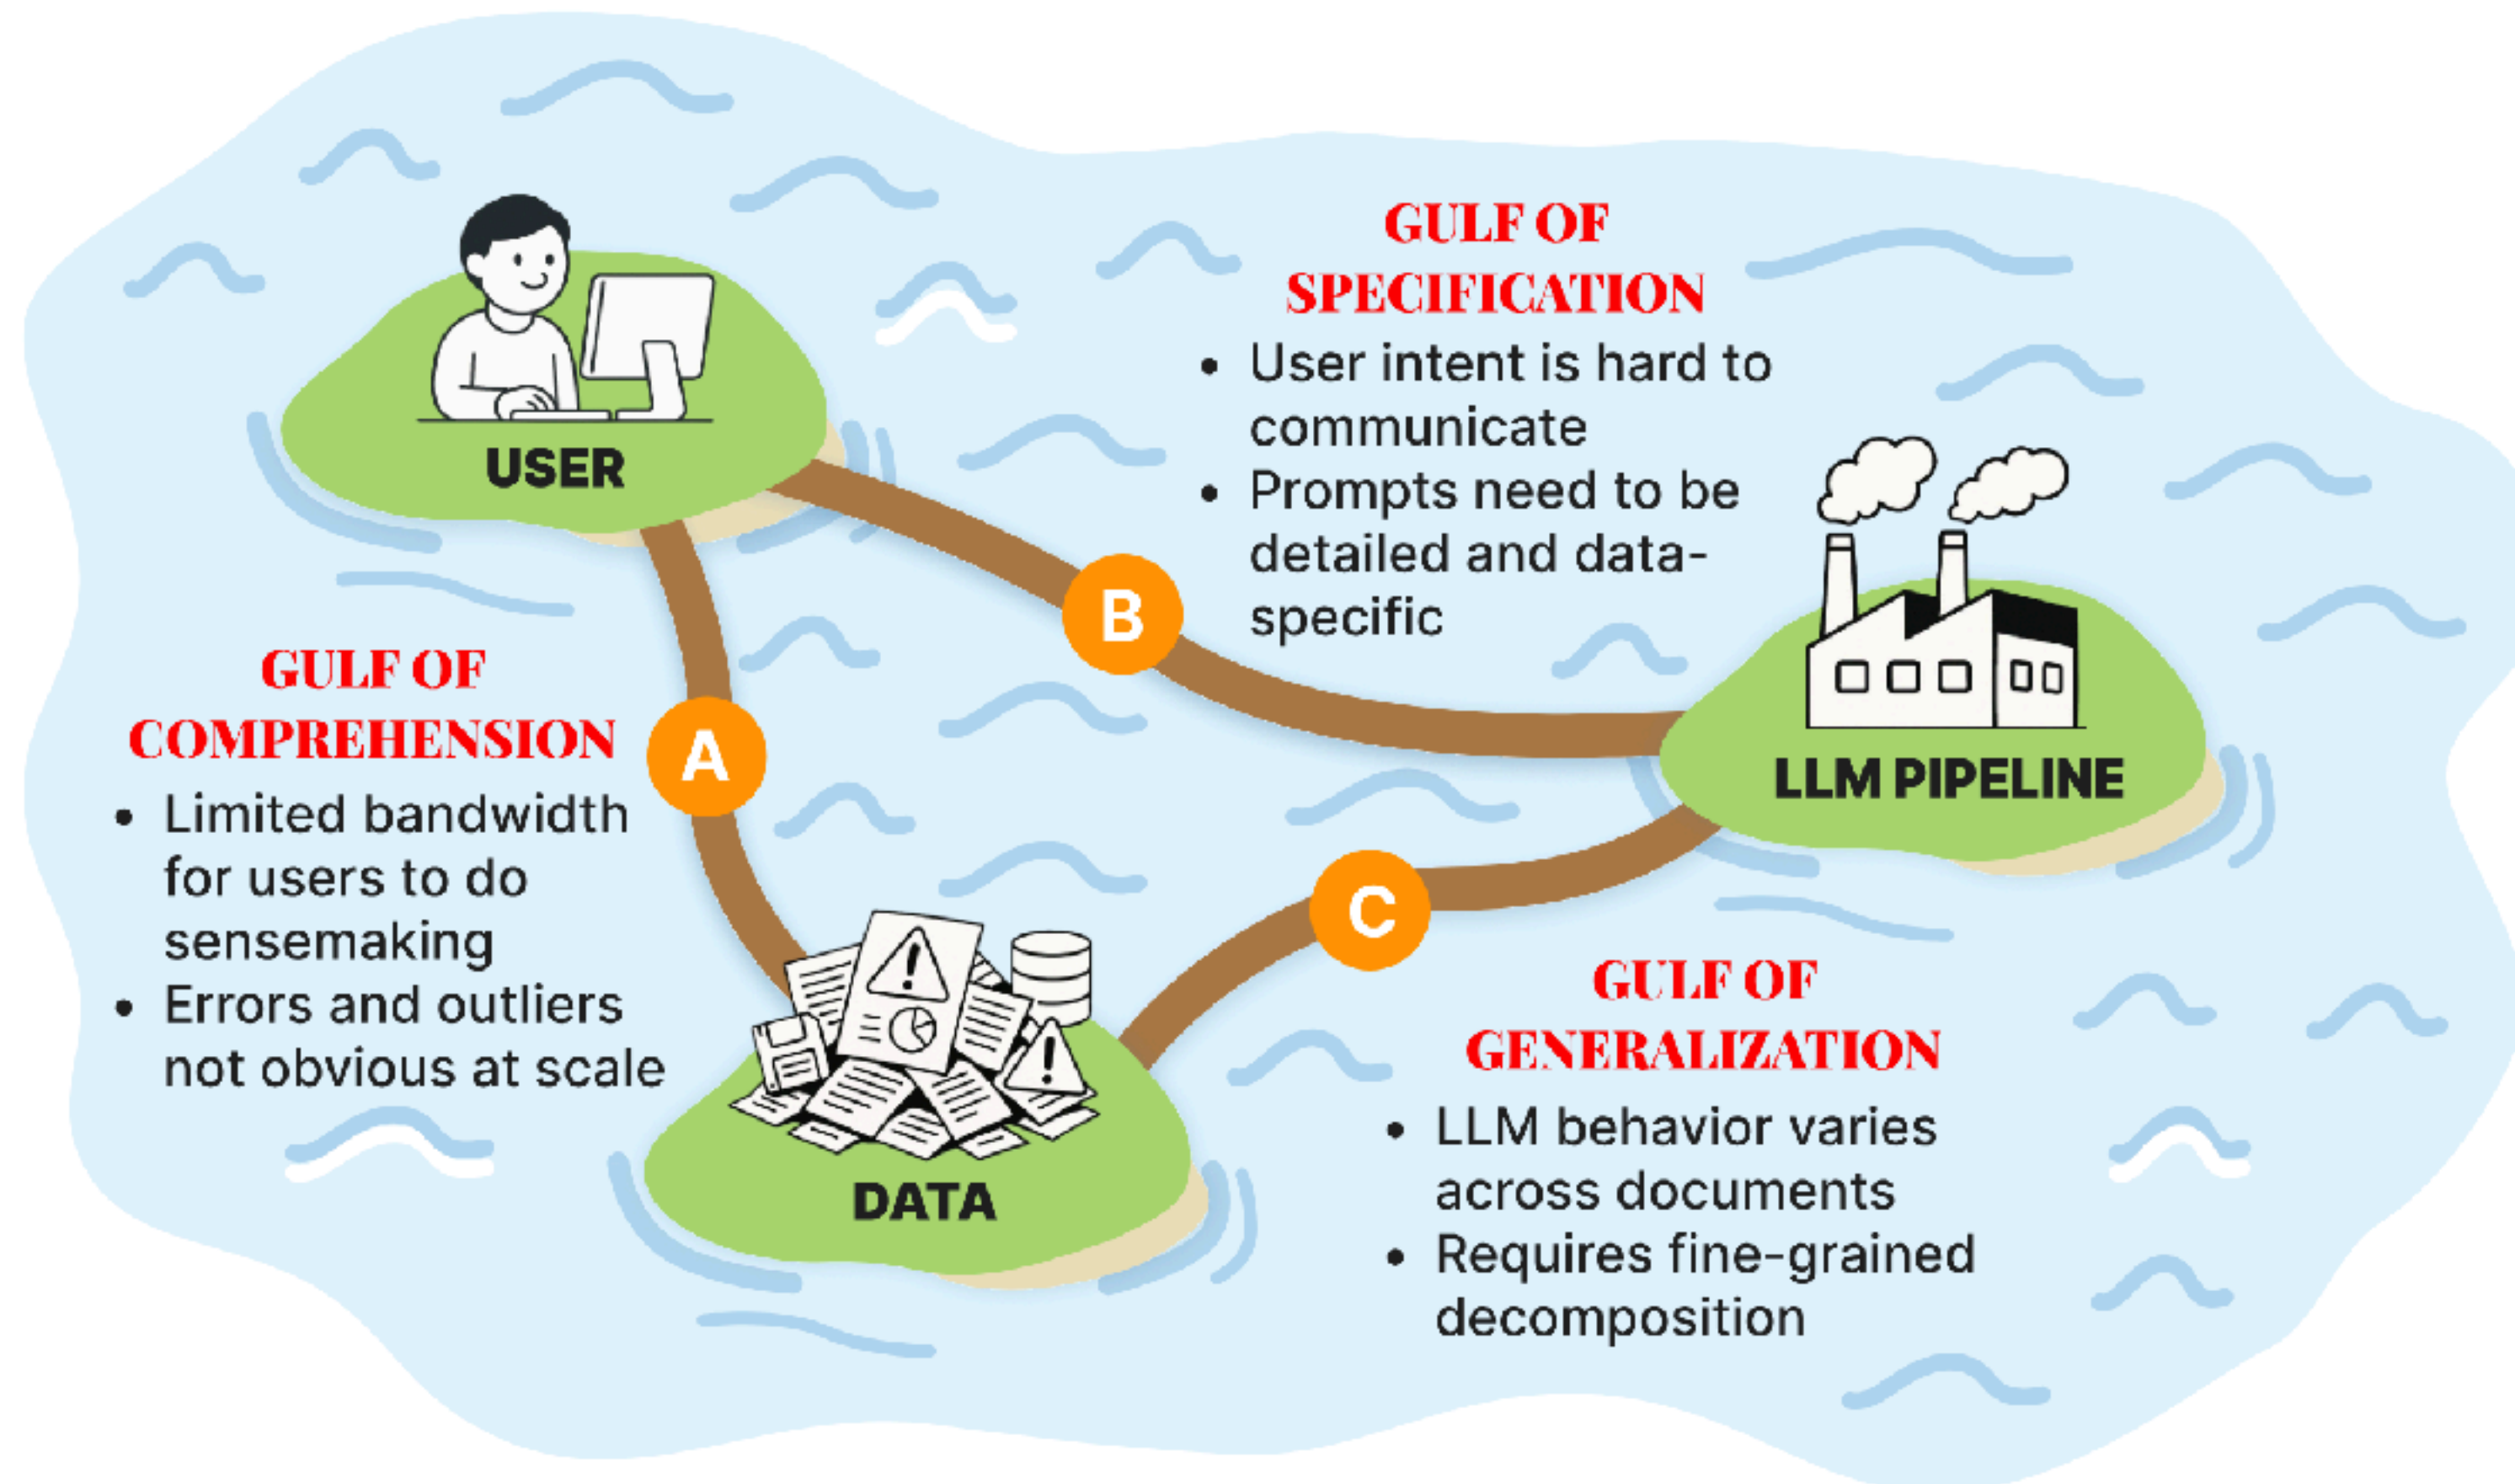 USER
GULF OF
SPECIFICATION
• User intent is hard to
communicate
• Prompts need to be
detailed and data-
specific
B
LLM PIPELINE
GULF OF
COMPREHENSION
• Limited bandwidth
for users to do
sensemaking
• Errors and outliers
not obvious at scale
A
C
DATA
GULF OF
GENERALIZATION
• LLM behavior varies
across documents
• Requires fine-grained
decomposition